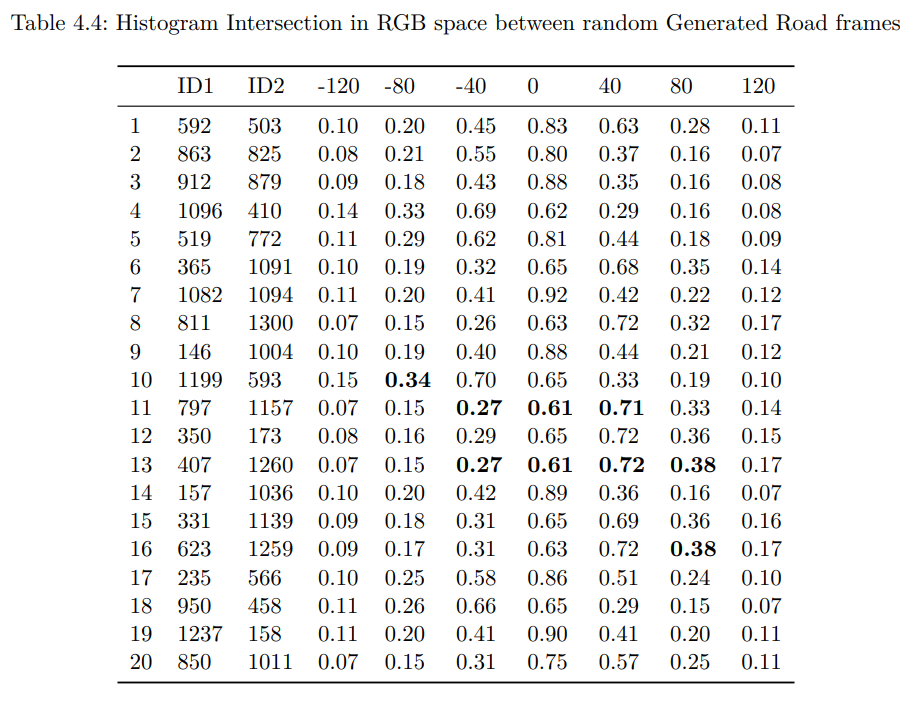 Table 4.4: Histogram Intersection in RGB space between random Generated Road frames
ID1 ID2 -120 -80 -40 0 40 80 120
1 592 503 0.10 0.20 0.45 0.83 0.63 0.28 0.11
2 863 825 0.08 0.21 0.55 0.80 0.37 0.16 0.07
3 912 879 0.09 0.18 0.43 0.88 0.35 0.16 0.08
4 1096 410 0.14 0.33 0.69 0.62 0.29 0.16 0.08
5 519 772 0.11 0.29 0.62 0.81 0.44 0.18 0.09
6 365 1091 0.10 0.19 0.32 0.65 0.68 0.35 0.14
7 1082 1094 0.11 0.20 0.41 0.92 0.42 0.22 0.12
8 811 1300 0.07 0.15 0.26 0.63 0.72 0.32 0.17
9 146 1004 0.10 0.19 0.40 0.88 0.44 0.21 0.12
10 1199 593 0.15 0.34 0.70 0.65 0.33 0.19 0.10
11 797 1157 0.07 0.15 0.27 0.61 0.71 0.33 0.14
12 350 173 0.08 0.16 0.29 0.65 0.72 0.36 0.15
13 407 1260 0.07 0.15 0.27 0.61 0.72 0.38 0.17
14 157 1036 0.10 0.20 0.42 0.89 0.36 0.16 0.07
15 331 1139 0.09 0.18 0.31 0.65 0.69 0.36 0.16
16 623 1259 0.09 0.17 0.31 0.63 0.72 0.38 0.17
17 235 566 0.10 0.25 0.58 0.86 0.51 0.24 0.10
18 950 458 0.11 0.26 0.66 0.65 0.29 0.15 0.07
19 1237 158 0.11 0.20 0.41 0.90 0.41 0.20 0.11
20 850 1011 0.07 0.15 0.31 0.75 0.57 0.25 0.11